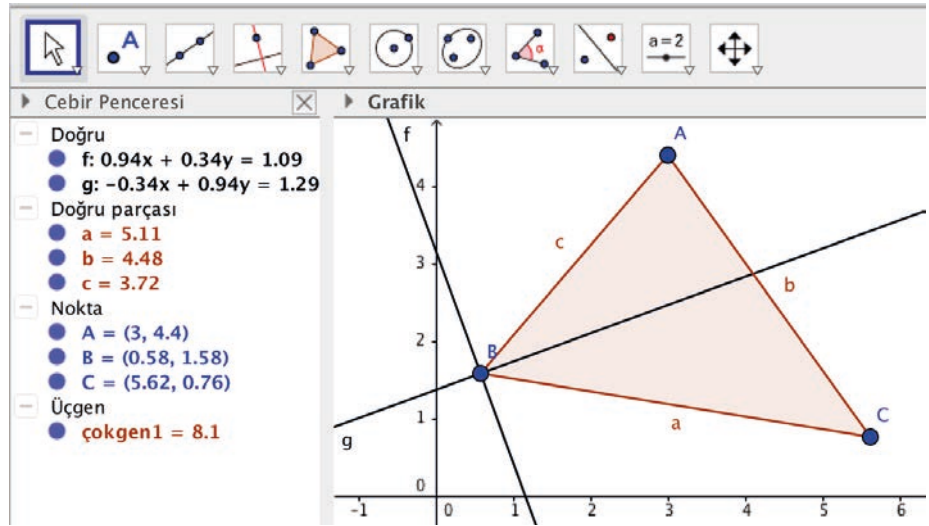 A
α
a=2
Cebir Penceresi
Grafik
Doğru
f: 0.94x + 0.34y = 1.09
g: -0.34x + 0.94y = 1.29
Doğru parçası
a = 5.11
b = 4.48
c = 3.72
Nokta
A = (3, 4.4)
B = (0.58, 1.58)
C = (5.62, 0.76)
Üçgen
çokgen1 = 8.1
f
A
4
c
3
b
2
B
1
C
a
g
0
-1 0 1 2 3 4 5 6